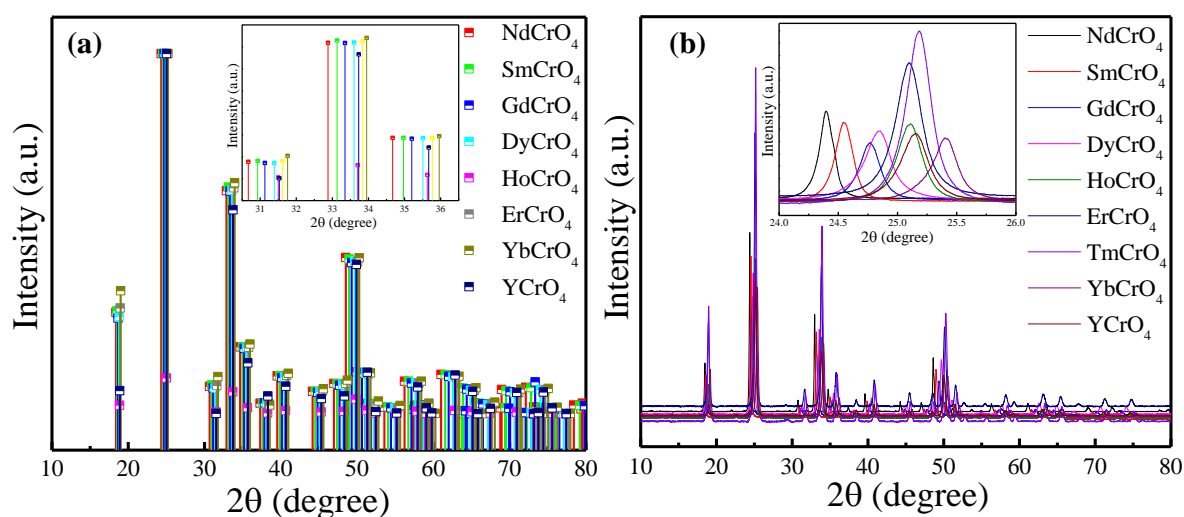 (a)
Intensity (a.u.)
Intensity (a.u.)
31 32 33 34 35 36
2θ (degree)
NdCrO₄
SmCrO₄
GdCrO₄
DyCrO₄
HoCrO₄
ErCrO₄
YbCrO₄
YCrO₄
10 20 30 40 50 60 70 80
2θ (degree)
(b)
Intensity (a.u.)
Intensity (a.u.)
24.0 24.5 25.0 25.5 26.0
2θ (degree)
NdCrO₄
SmCrO₄
GdCrO₄
DyCrO₄
HoCrO₄
ErCrO₄
TmCrO₄
YbCrO₄
YCrO₄
10 20 30 40 50 60 70 80
2θ (degree)